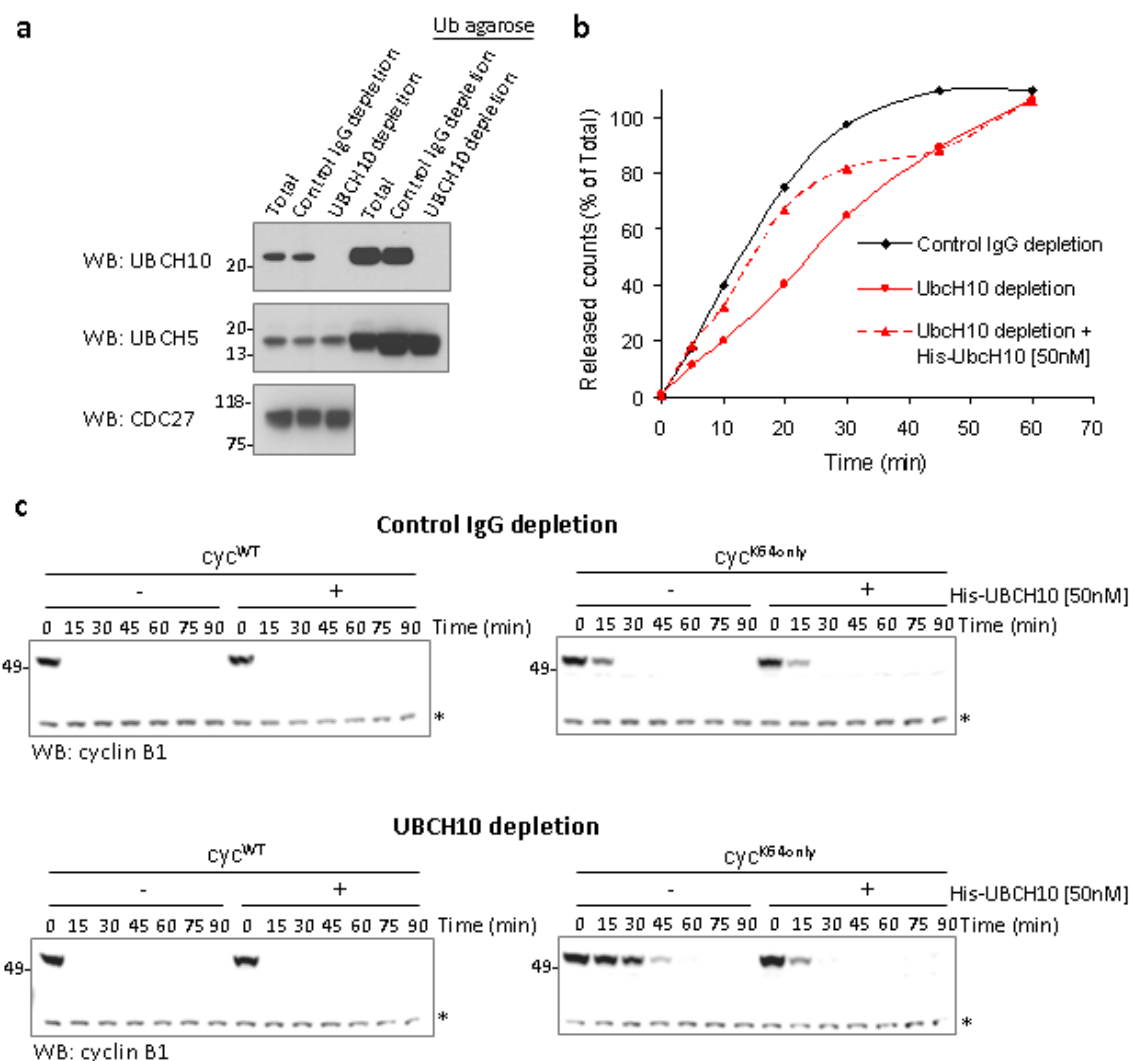 a
Ub agarose
Total
Control IgG depletion
UBCH10 depletion
Total
Control IgG depletion
UBCH10 depletion
WB: UBCH10
20-
WB: UBCH5
20
13-
WB: CDC27
118-
75-
b
Released counts (% of Total)
100
80
60
40
20
0
0 10 20 30 40 50 60 70
Time (min)
Control IgG depletion
UbcH10 depletion
UbcH10 depletion +
His-UbcH10 [50nM]
c
Control IgG depletion
cyc^WT
cyc^K64only
- +
- +
His-UBCH10 [50nM]
0 15 30 45 60 75 90 0 15 30 45 60 75 90 Time (min)
0 15 30 45 60 75 90 0 15 30 45 60 75 90 Time (min)
49-
*
49-
*
WB: cyclin B1
UBCH10 depletion
cyc^WT
cyc^K64only
- +
- +
His-UBCH10 [50nM]
0 15 30 45 60 75 90 0 15 30 45 60 75 90 Time (min)
0 15 30 45 60 75 90 0 15 30 45 60 75 90 Time (min)
49-
*
49-
*
WB: cyclin B1